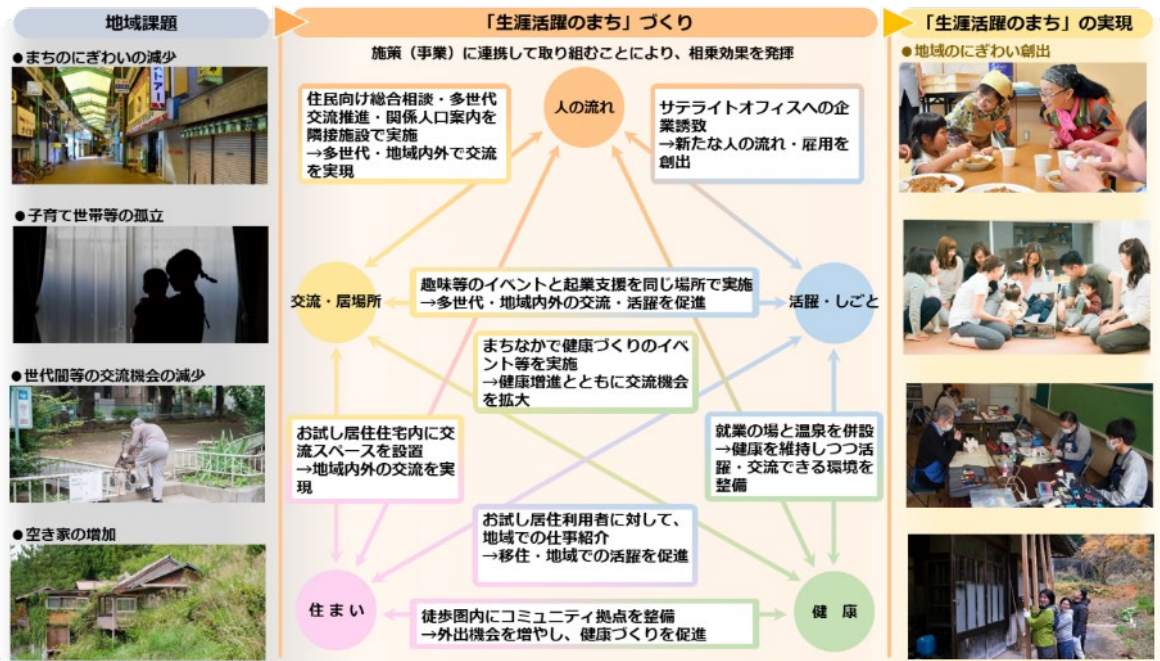 地域課題
「生涯活躍のまち」づくり
「生涯活躍のまち」の実現
施策（事業）に連携して取り組むことにより、相乗効果を発揮
●まちのにぎわいの減少
●子育て世帯等の孤立
●世代間等の交流機会の減少
●空き家の増加
人の流れ
住民向け総合相談・多世代
交流推進・関係人口案内を
隣接施設で実施
→多世代・地域内外で交流
を実現
サテライトオフィスへの企
業誘致
→新たな人の流れ・雇用を
創出
交流・居場所
趣味等のイベントと起業支援を同じ場所で実施
→多世代・地域内外の交流・活躍を促進
活躍・しごと
まちなかで健康づくりのイベ
ント等を実施
→健康増進とともに交流機会
を拡大
お試し居住住宅内に交
流スペースを設置
→地域内外の交流を実
現
就業の場と温泉を併設
→健康を維持しつつ活
躍・交流できる環境を
整備
お試し居住利用者に対して、
地域での仕事紹介
→移住・地域での活躍を促進
住まい
徒歩圏内にコミュニティ拠点を整備
→外出機会を増やし、健康づくりを促進
健 康
●地域のにぎわい創出